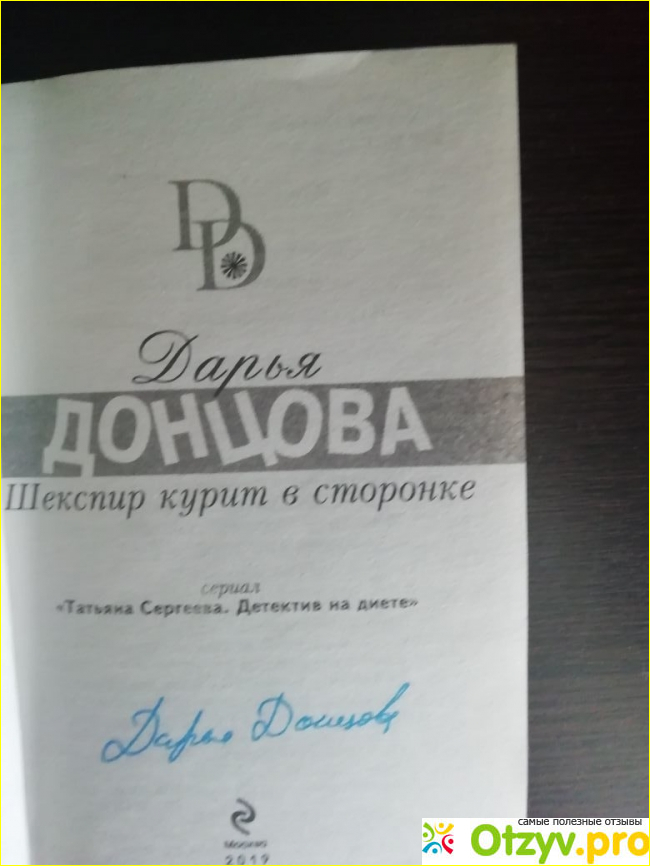 DD
Дарья
ДОНЦОВА
Шекспир курит в сторонке
сериал
«Татьяна Сергеева. Детектив на диете»
Дарья Донцова
Москва
2019
самые полезные отзывы
Otzyv.pro